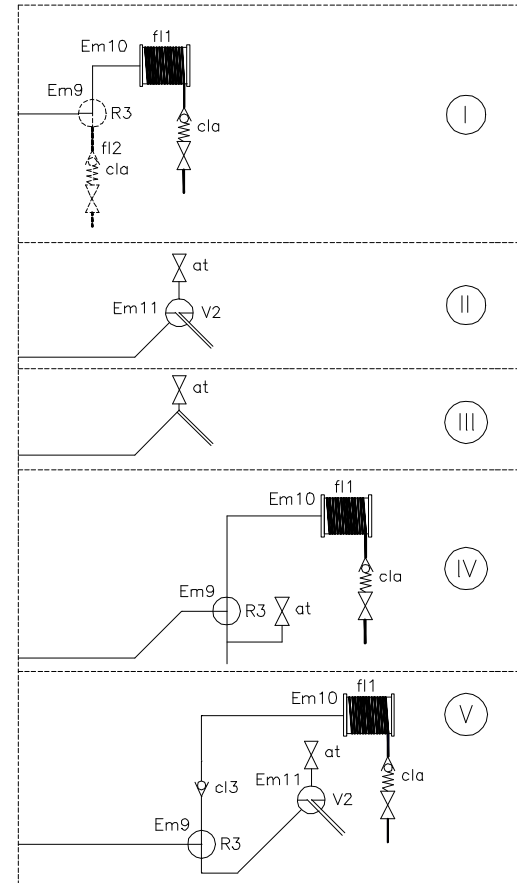 fl1
Em10
Em9
R3
cla
fl2
cla
I
at
Em11
V2
II
at
III
fl1
Em10
cla
Em9
R3
at
IV
fl1
Em10
V
at
cla
Em11
cl3
V2
Em9
R3